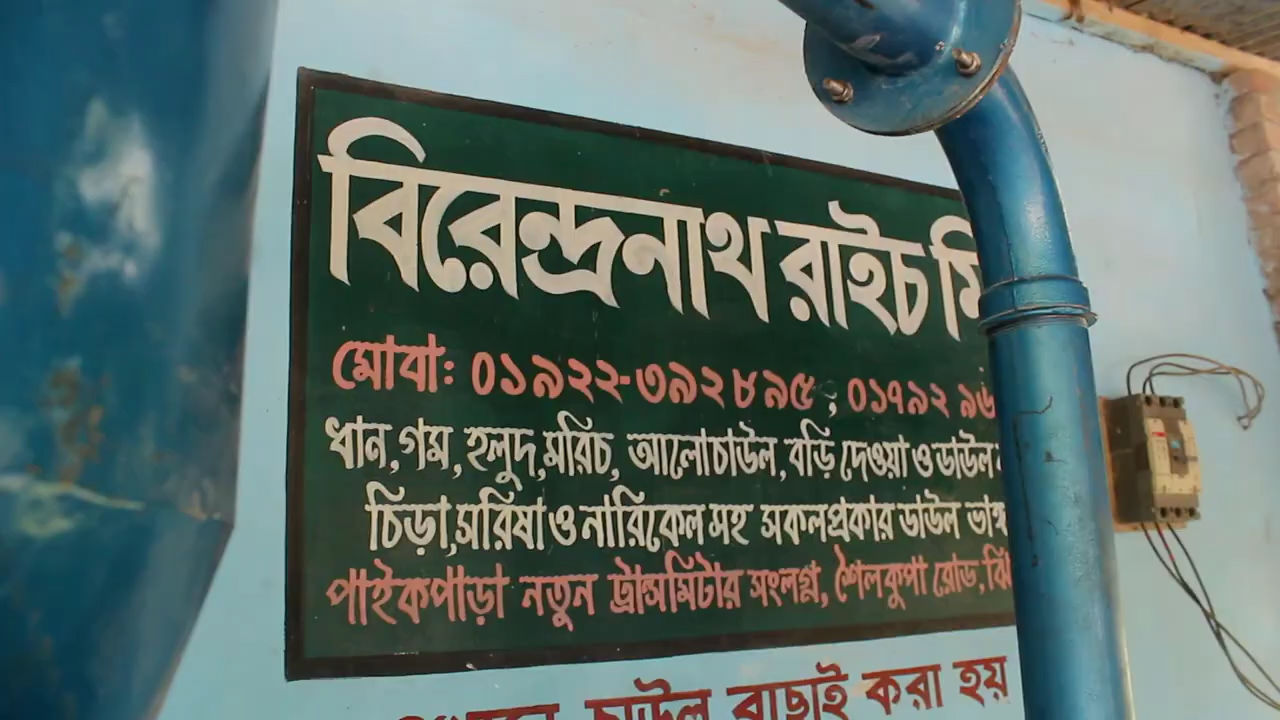 বিরেন্দ্রনাথ রাইচ মি
মোবাঃ ০১৯২২-৩৯২৮৯৫ ; ০১৭৯২ ৯৬
ধান,গম,হলুদ,মরিচ, আলোচাউল,বড়ি দেওয়া ও ডাউল
চিড়া,সরিষা ও নারিকেল সহ সকলপ্রকার ডাউল ভাঙ্গ
পাইকপাড়া নতুন ট্রান্সমিটার সংলগ্ন, শৈলকুপা রোড,ঝি
চাউল বাছাই করা হয়